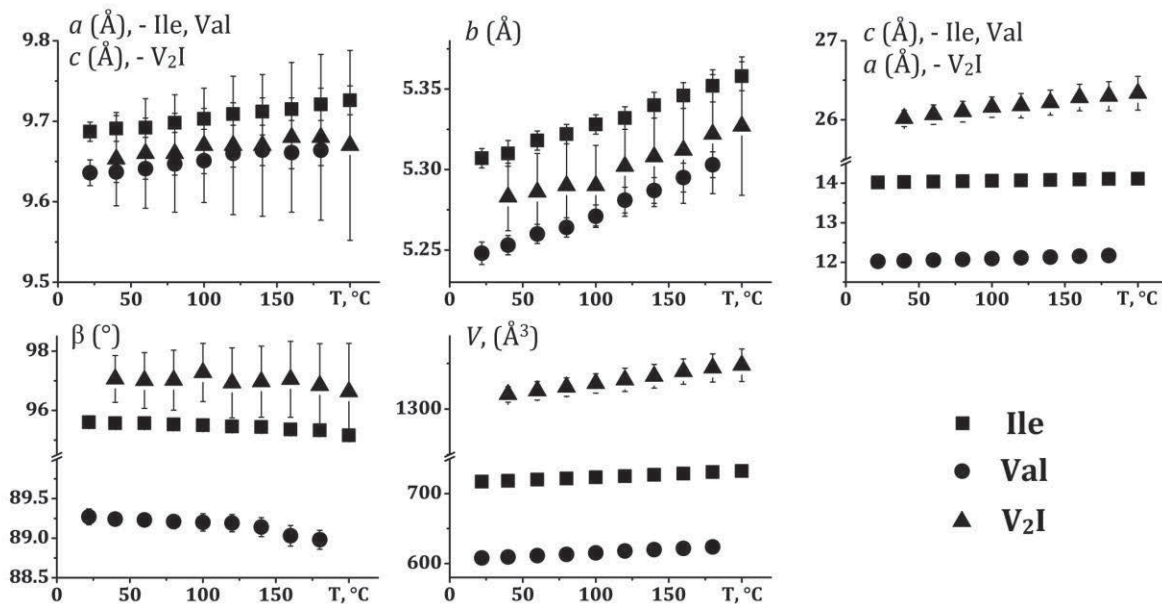 a (Å), - Ile, Val
c (Å), - V₂I
9.8
9.7
9.6
9.5
0 50 100 150 T, °C
b (Å)
5.35
5.30
5.25
0 50 100 150 T, °C
c (Å), - Ile, Val
a (Å), - V₂I
27
26
14
13
12
0 50 100 150 T, °C
β (°)
98
96
89.5
89.0
88.5
0 50 100 150 T, °C
V, (Å³)
1300
700
600
0 50 100 150 T, °C
Ile
Val
V₂I